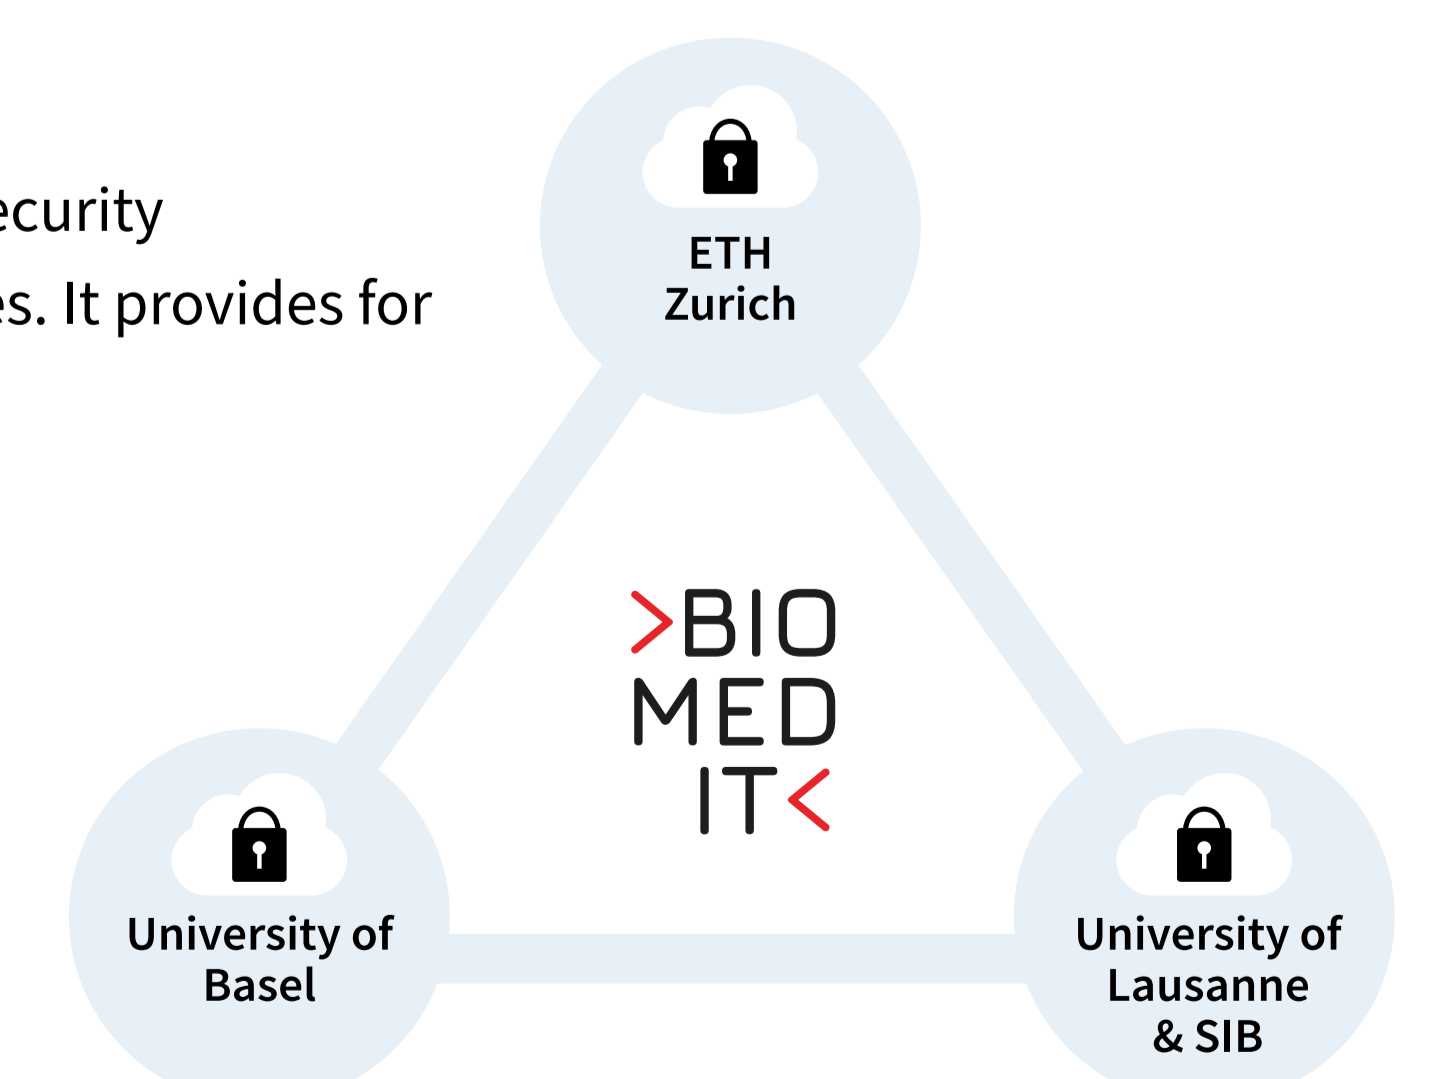 ecurity
es. It provides for
ETH
Zurich
>BIO
MED
IT<
University of
Basel
University of
Lausanne
& SIB